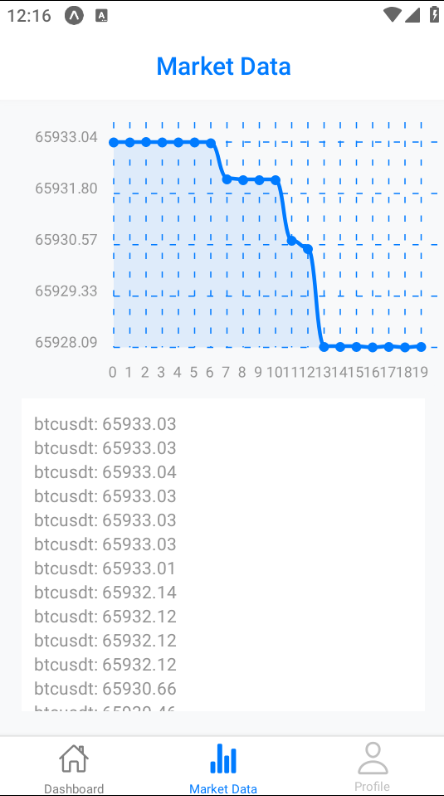 12:16
Market Data
65933.04
65931.80
65930.57
65929.33
65928.09
0 1 2 3 4 5 6 7 8 9 10 11 12 13 14 15 16 17 18 19
btcusdt: 65933.03
btcusdt: 65933.03
btcusdt: 65933.04
btcusdt: 65933.03
btcusdt: 65933.03
btcusdt: 65933.03
btcusdt: 65933.01
btcusdt: 65932.14
btcusdt: 65932.12
btcusdt: 65932.12
btcusdt: 65932.12
btcusdt: 65930.66
btcusdt: 65930.46
Dashboard Market Data Profile